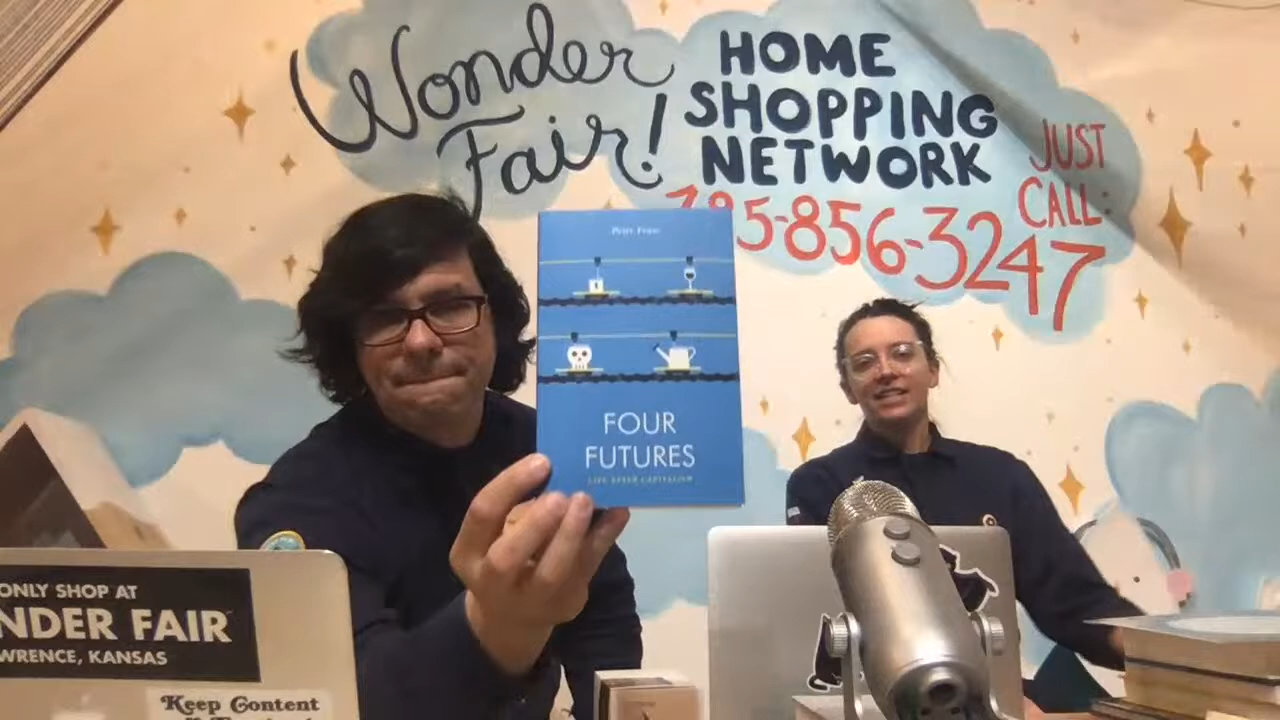 Wonder
Fair!
HOME
SHOPPING
NETWORK
JUST
CALL:
785-856-3247
Peter Frase
FOUR
FUTURES
LIFE AFTER CAPITALISM
ONLY SHOP AT
NDER FAIR
WRENCE, KANSAS
Keep Content